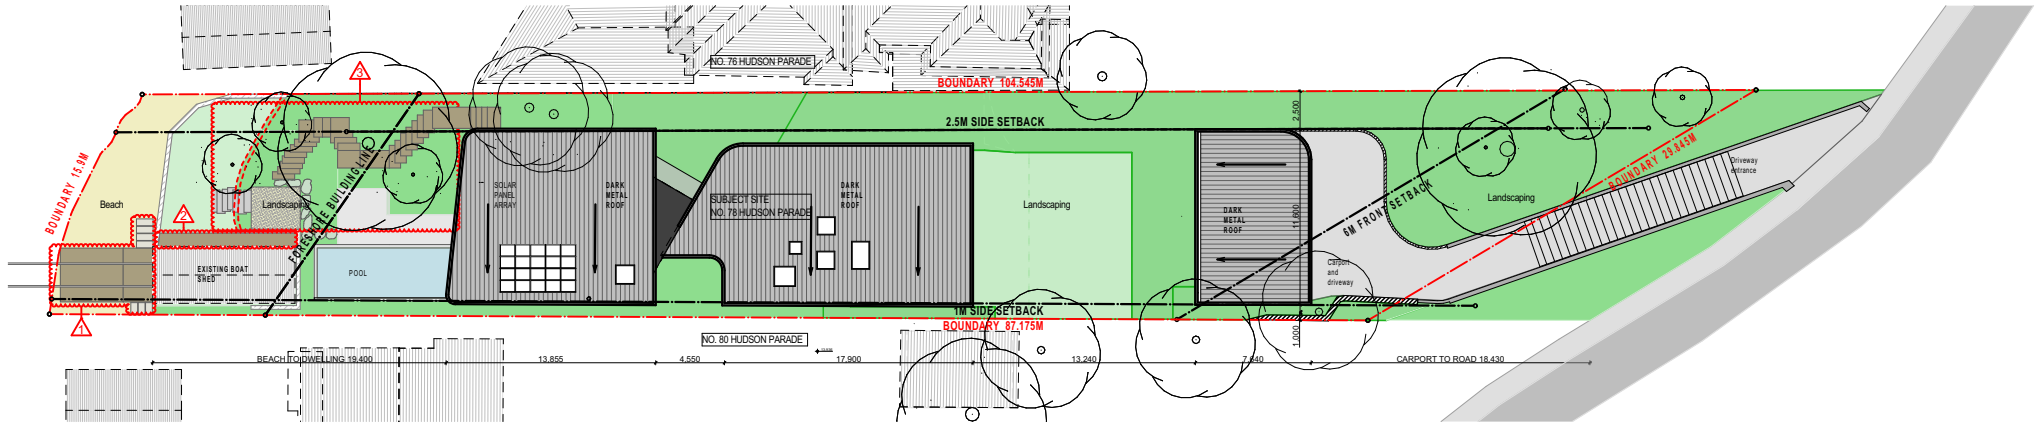 NO. 76 HUDSON PARADE
3
BOUNDARY 104.545M
2.5M SIDE SETBACK
2.500
BOUNDARY 15.9M
Beach
2
Landscaping
FORESHORE BUILDING LINE
SOLAR
PANEL
ARRAY
DARK
METAL
ROOF
SUBJECT SITE
NO. 78 HUDSON PARADE
DARK
METAL
ROOF
Landscaping
DARK
METAL
ROOF
11.600
6M FRONT SETBACK
Landscaping
BOUNDARY 29.845M
Driveway
entrance
EXISTING BOAT
SHED
POOL
Carport
and
driveway
1
1M SIDE SETBACK
BOUNDARY 87.175M
1.000
NO. 80 HUDSON PARADE
BEACH TO DWELLING 19,400
13.855
4.550
17.900
13.240
7.640
CARPORT TO ROAD 18.430